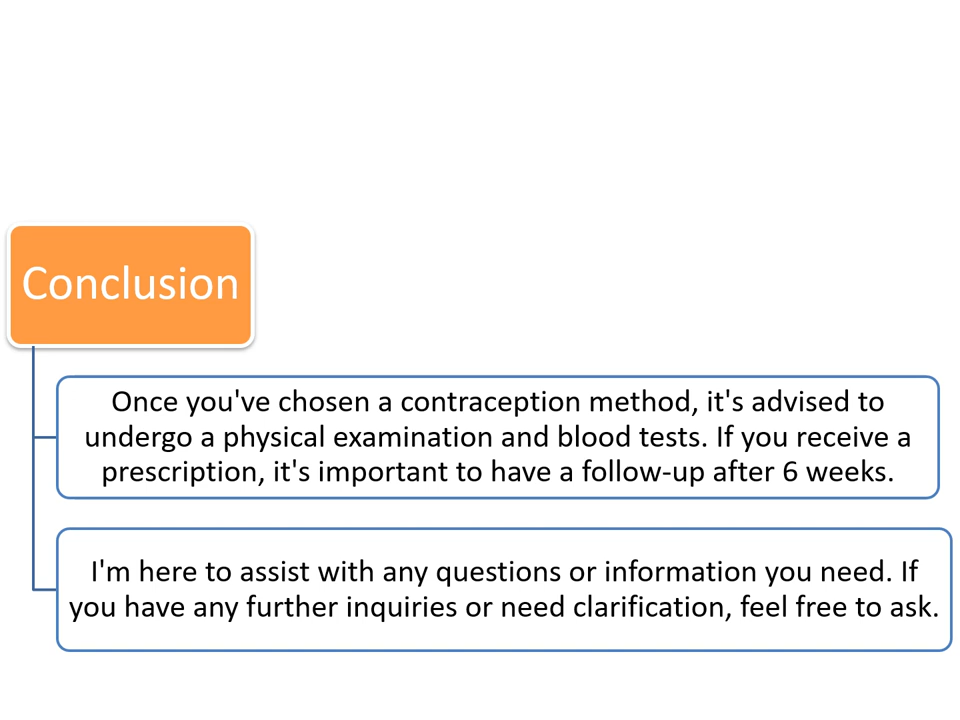 Conclusion
Once you've chosen a contraception method, it's advised to
undergo a physical examination and blood tests. If you receive a
prescription, it's important to have a follow-up after 6 weeks.
I'm here to assist with any questions or information you need. If
you have any further inquiries or need clarification, feel free to ask.